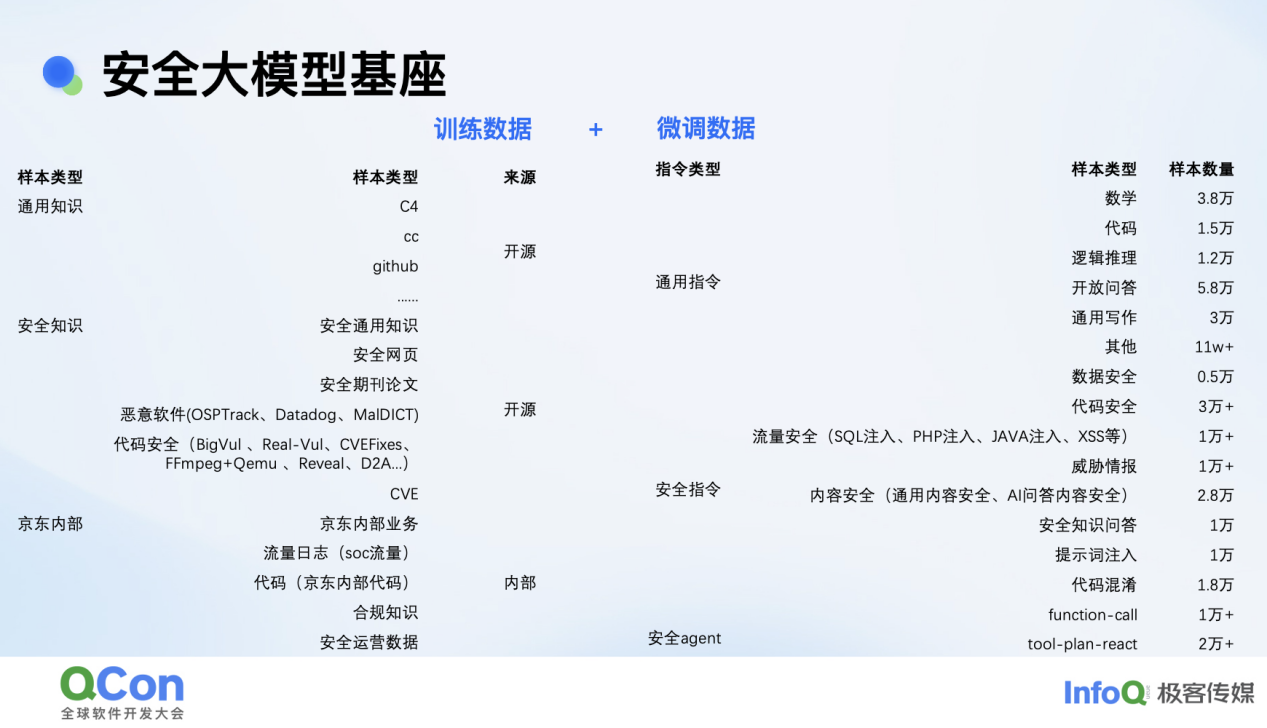 安全大模型基座
训练数据 + 微调数据
样本类型 样本类型 来源
通用知识 C4
cc
开源
github
......
安全知识 安全通用知识
安全网页
安全期刊论文
恶意软件(OSPTrack、Datadog、MalDICT) 开源
代码安全（BigVul 、Real-Vul、CVEFixes、
FFmpeg+Qemu 、Reveal、D2A...）
CVE
京东内部 京东内部业务
流量日志（soc流量）
代码（京东内部代码） 内部
合规知识
安全运营数据
指令类型 样本类型 样本数量
数学 3.8万
代码 1.5万
逻辑推理 1.2万
通用指令
开放问答 5.8万
通用写作 3万
其他 11w+
数据安全 0.5万
代码安全 3万+
流量安全（SQL注入、PHP注入、JAVA注入、XSS等） 1万+
威胁情报 1万+
安全指令
内容安全（通用内容安全、AI问答内容安全） 2.8万
安全知识问答 1万
提示词注入 1万
代码混淆 1.8万
function-call 1万+
安全agent
tool-plan-react 2万+
QCon
全球软件开发大会
InfoQ 极客传媒